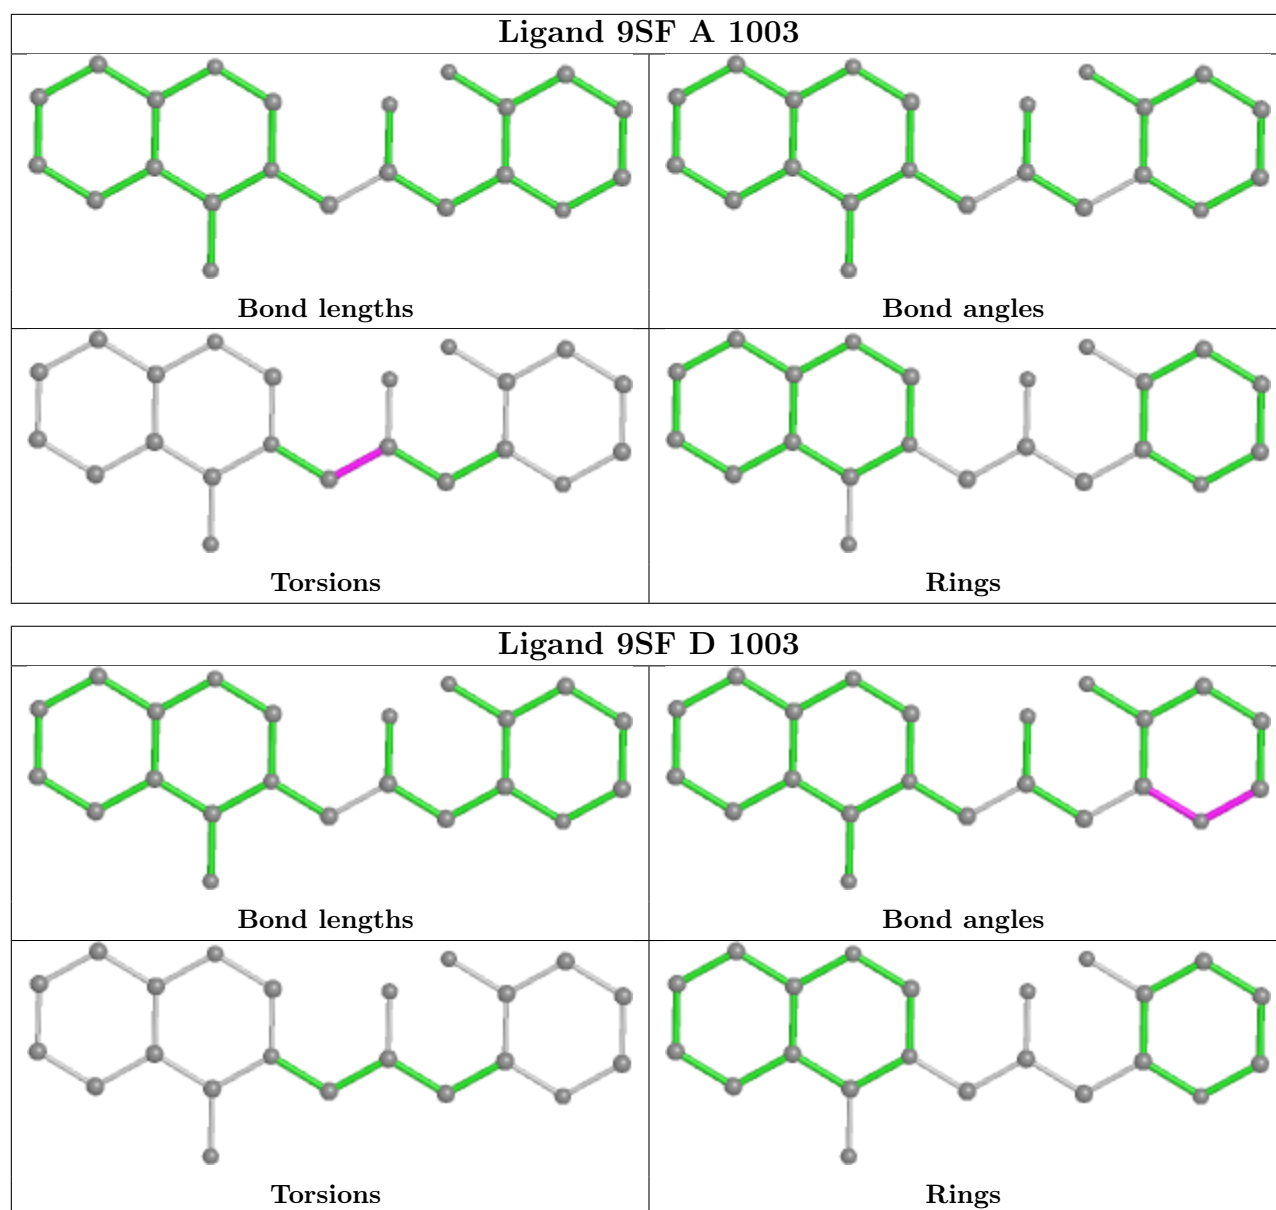 Ligand 9SF A 1003
Bond lengths
Bond angles
Torsions
Rings
Ligand 9SF D 1003
Bond lengths
Bond angles
Torsions
Rings